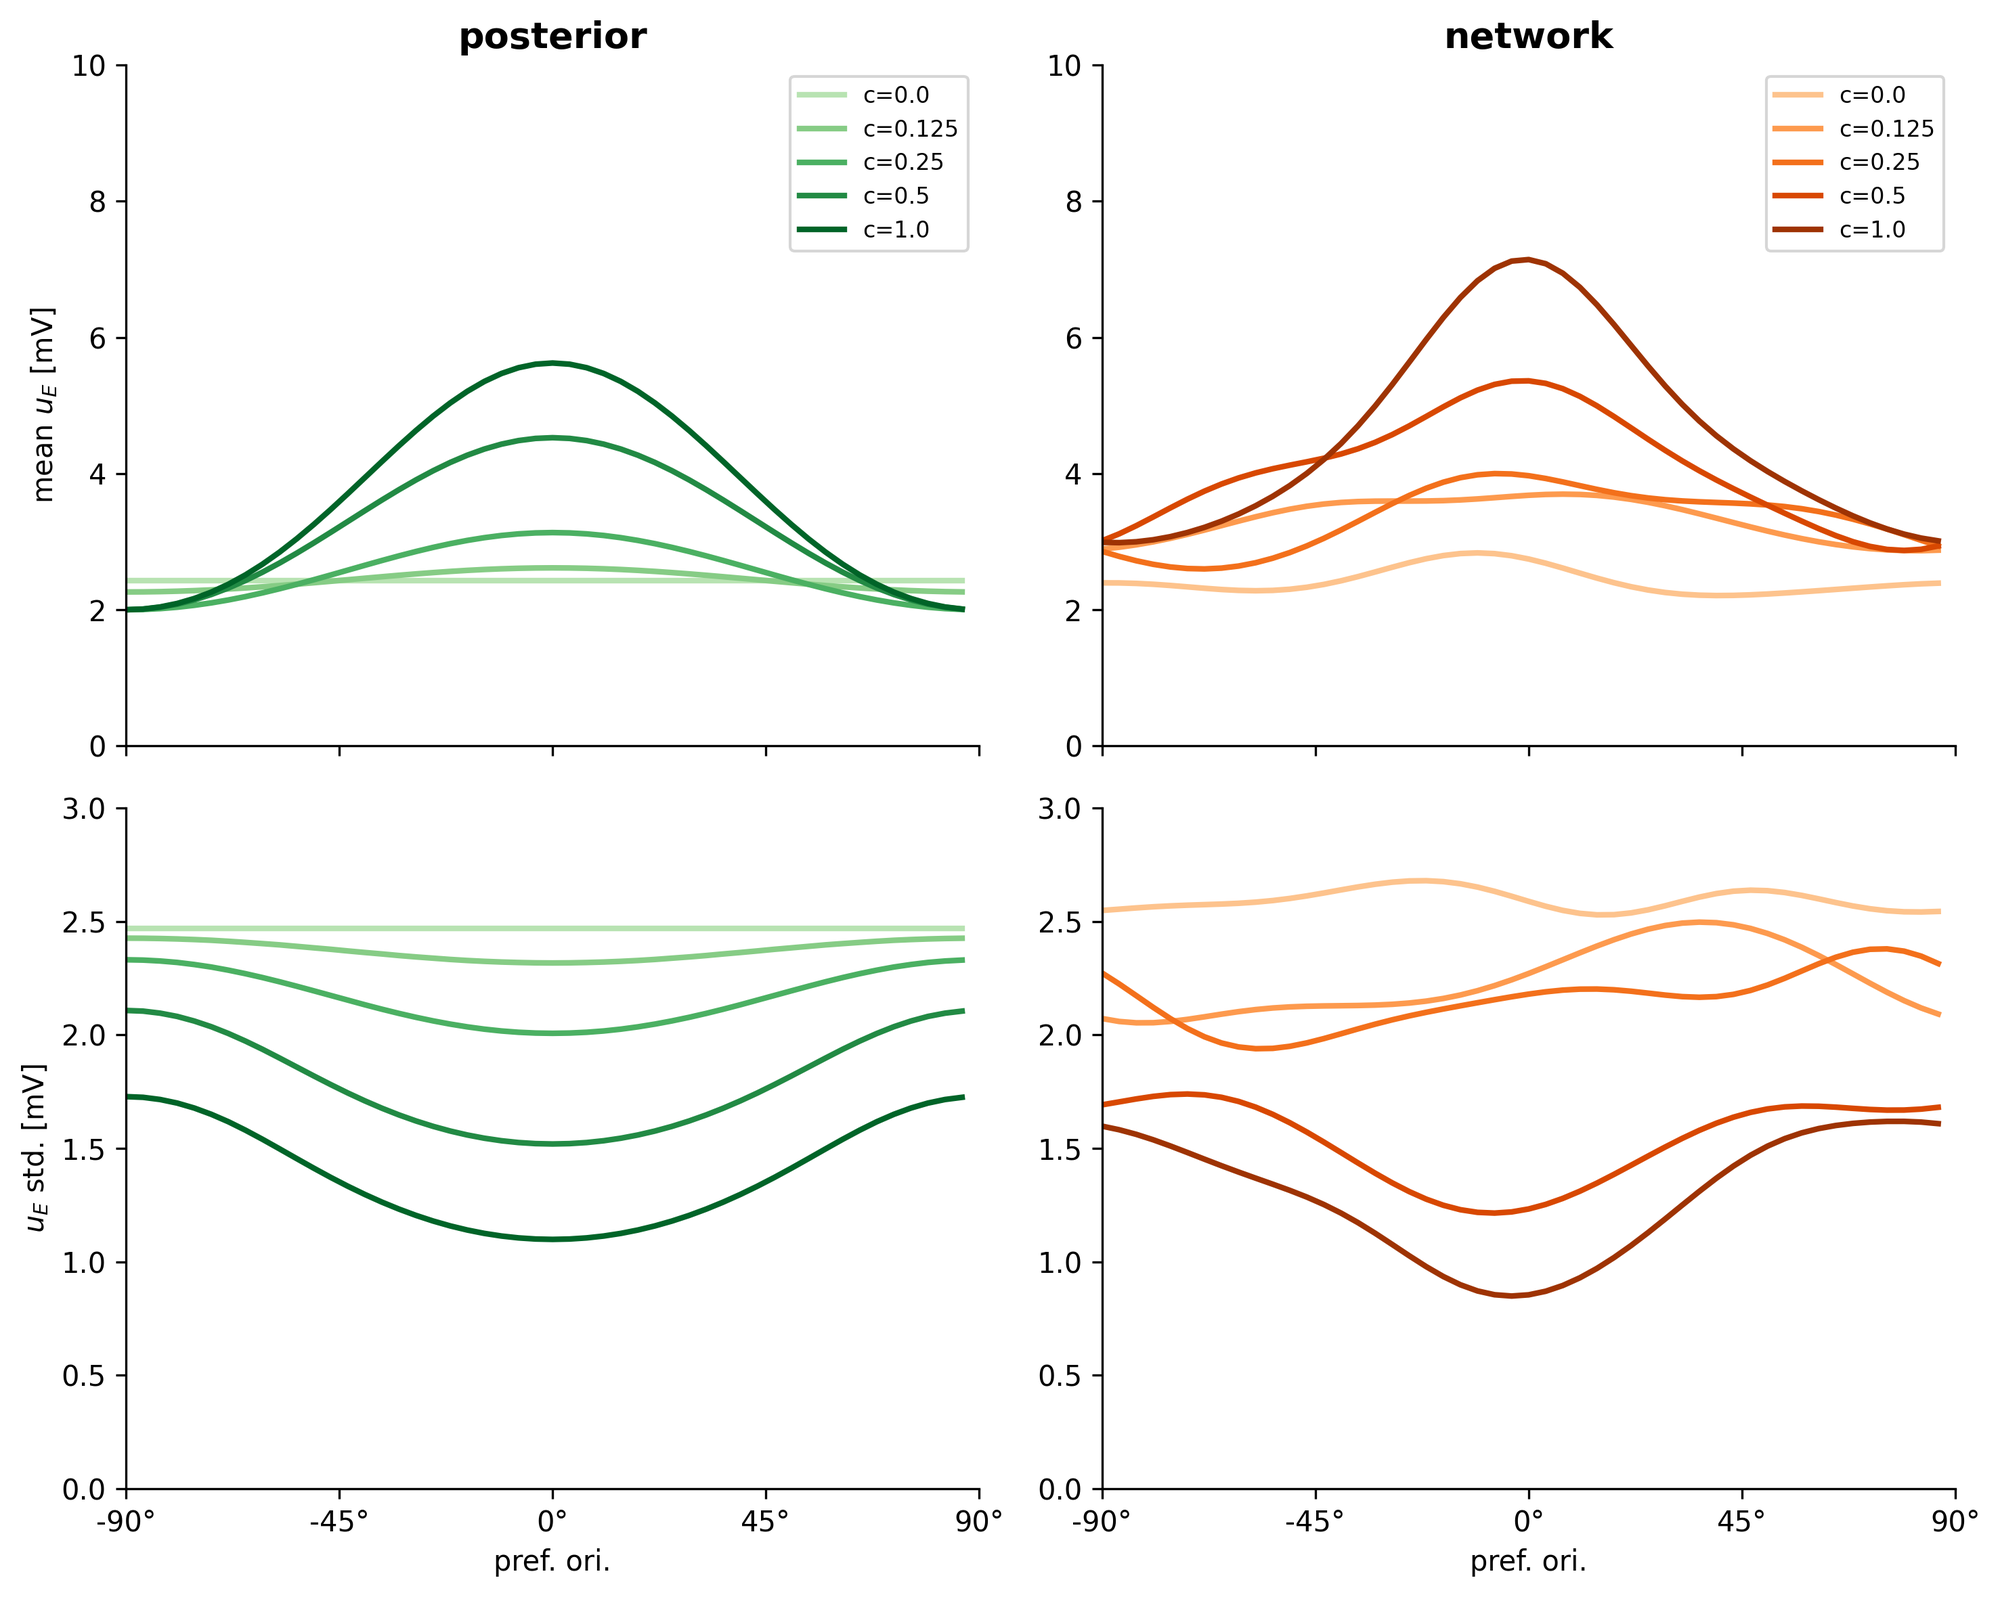 posterior
network
10
8
6
4
2
0
mean u_E [mV]
c=0.0
c=0.125
c=0.25
c=0.5
c=1.0
10
8
6
4
2
0
c=0.0
c=0.125
c=0.25
c=0.5
c=1.0
3.0
2.5
2.0
1.5
1.0
0.5
0.0
u_E std. [mV]
-90° -45° 0° 45° 90°
pref. ori.
3.0
2.5
2.0
1.5
1.0
0.5
0.0
-90° -45° 0° 45° 90°
pref. ori.